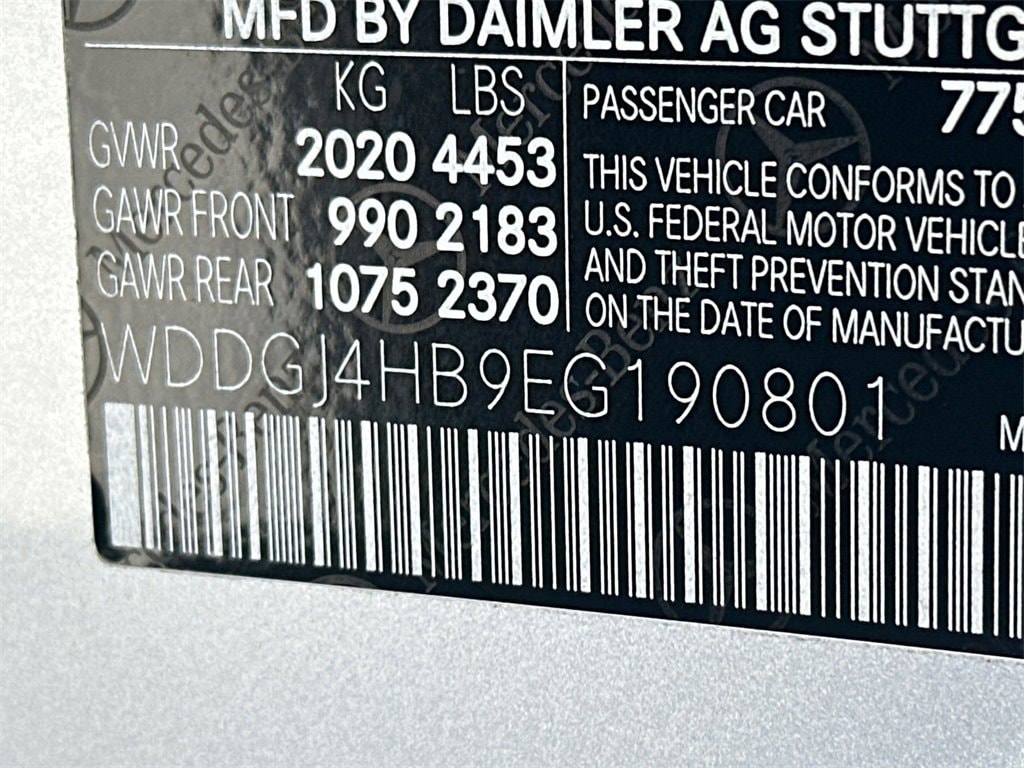 MFD BY DAIMLER AG STUTTG
KG LBS
GVWR 2020 4453
GAWR FRONT 990 2183
GAWR REAR 1075 2370
PASSENGER CAR 775
THIS VEHICLE CONFORMS TO
U.S. FEDERAL MOTOR VEHICLE
AND THEFT PREVENTION STAN
ON THE DATE OF MANUFACTU
WDDGJ4HB9EG190801
M
Mercedes-Benz